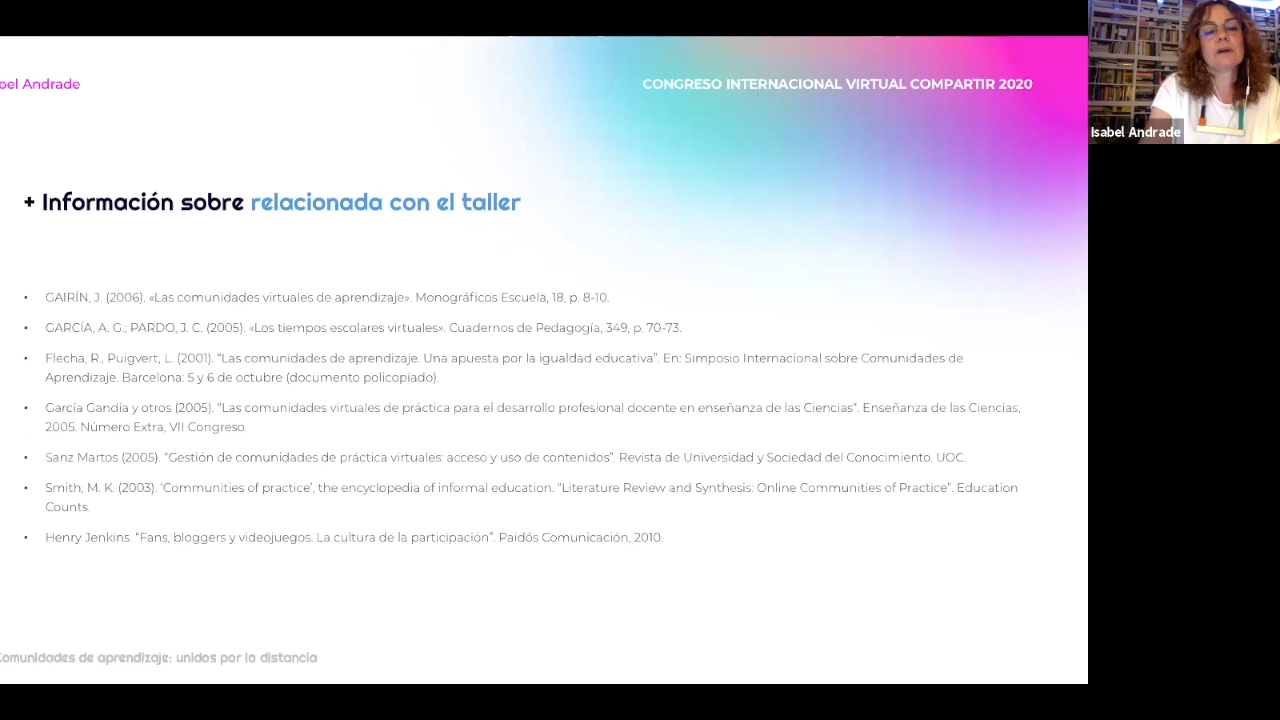 bel Andrade
CONGRESO INTERNACIONAL VIRTUAL COMPARTIR 2020
Isabel Andrade
+ Información sobre relacionada con el taller
• GAIRÍN, J. (2006). «Las comunidades virtuales de aprendizaje». Monográficos Escuela, 18, p. 8-10.
• GARCÍA, A. G.; PARDO, J. C. (2005). «Los tiempos escolares virtuales». Cuadernos de Pedagogía, 349, p. 70-73.
• Flecha, R., Puigvert, L. (2001). “Las comunidades de aprendizaje. Una apuesta por la igualdad educativa”. En: Simposio Internacional sobre Comunidades de
Aprendizaje. Barcelona: 5 y 6 de octubre (documento policopiado).
• García Gandía y otros (2005). “Las comunidades virtuales de práctica para el desarrollo profesional docente en enseñanza de las Ciencias”. Enseñanza de las Ciencias,
2005. Número Extra, VII Congreso.
• Sanz Martos (2005). “Gestión de comunidades de práctica virtuales: acceso y uso de contenidos”. Revista de Universidad y Sociedad del Conocimiento. UOC.
• Smith, M. K. (2003). ‘Communities of practice’, the encyclopedia of informal education. “Literature Review and Synthesis: Online Communities of Practice”. Education
Counts.
• Henry Jenkins. “Fans, bloggers y videojuegos. La cultura de la participación”. Paidós Comunicación, 2010.
Comunidades de aprendizaje: unidos por la distancia